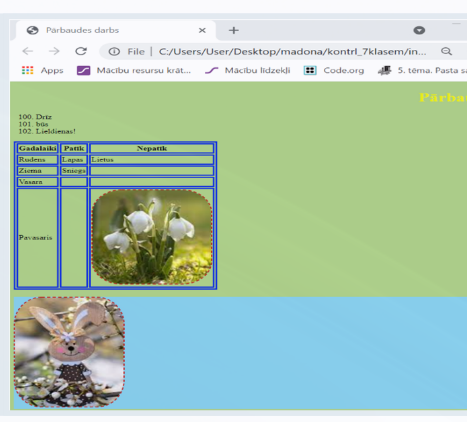 Pārbaudes darbs
File | C:/Users/User/Desktop/madona/kontrl_7klasem/in...
Apps Mācību resursu krāt... Mācību līdzekļi Code.org 5. tēma. Pasta sa
Pārbau
100. Drīz
101. būs
102. Lieldienas!
Gadalaiki Patīk Nepatīk
Rudens Lapas Lietus
Ziema Sniegs
Vasara
Pavasaris